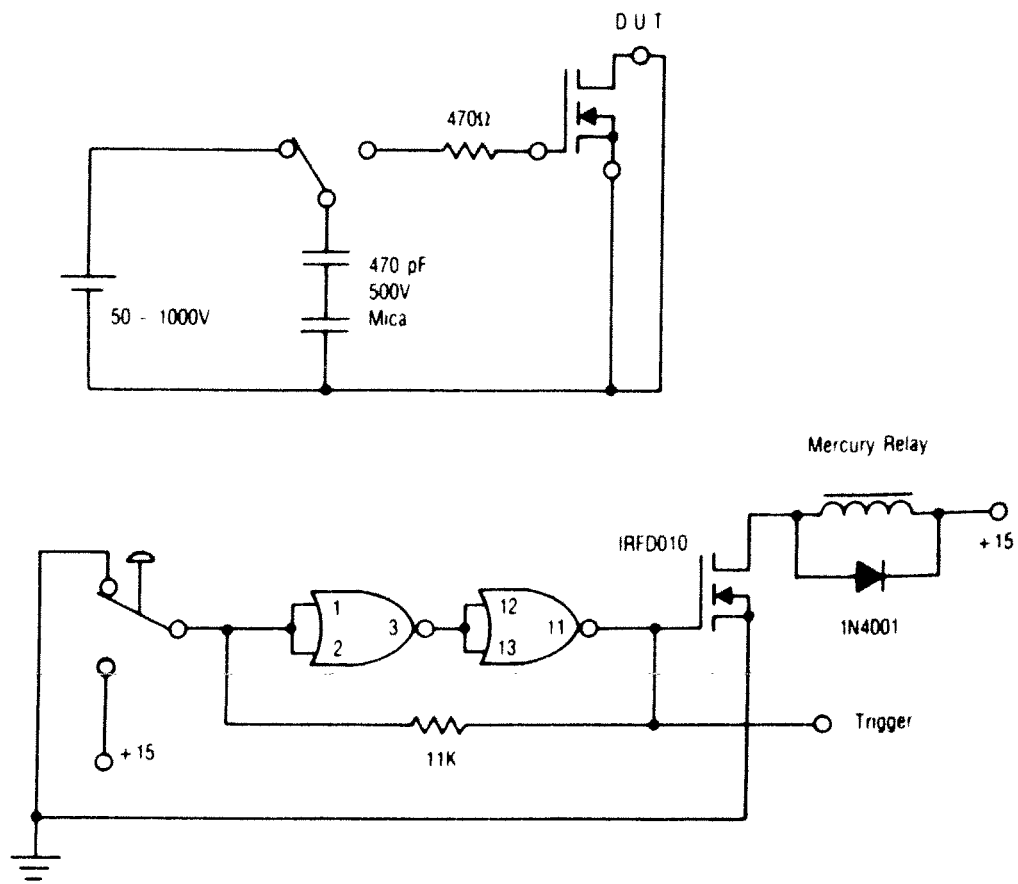 D U T
470Ω
470 pF
500V
Mica
50 - 1000V
Mercury Relay
IRFD010
+ 15
1N4001
1
2
3
12
13
11
Trigger
11K
+ 15